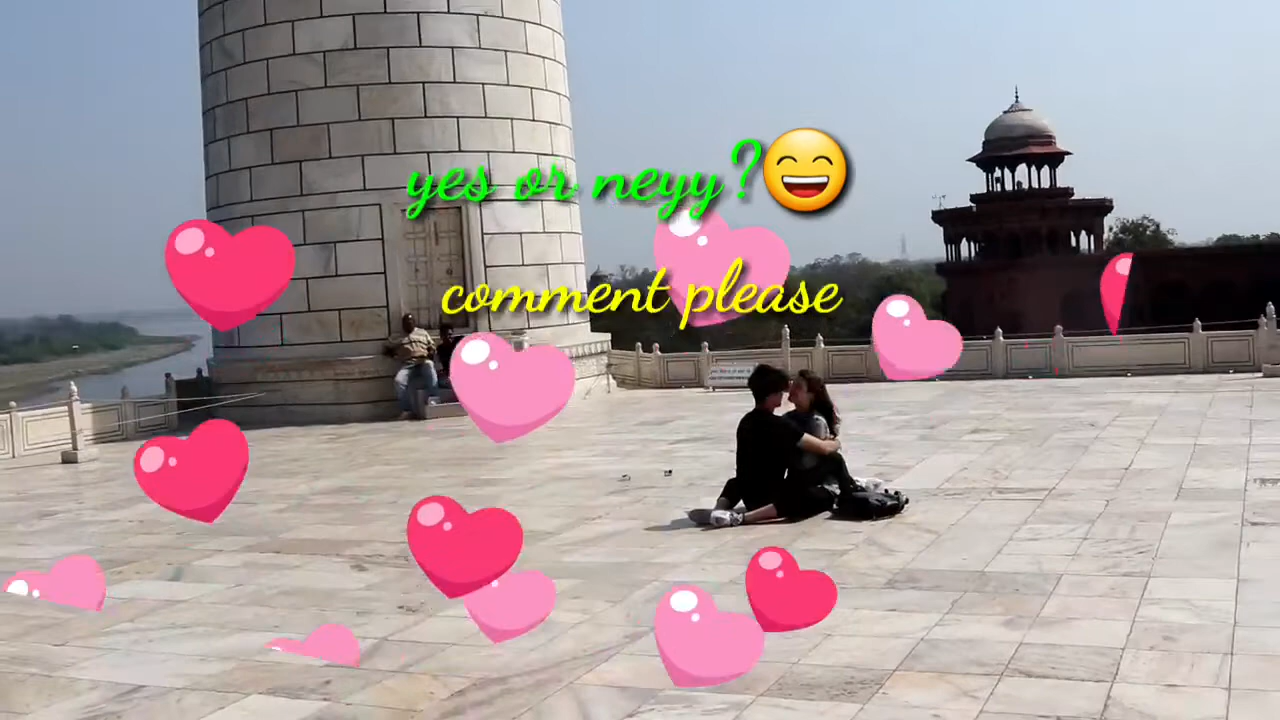 yes or neyy?😄
comment please